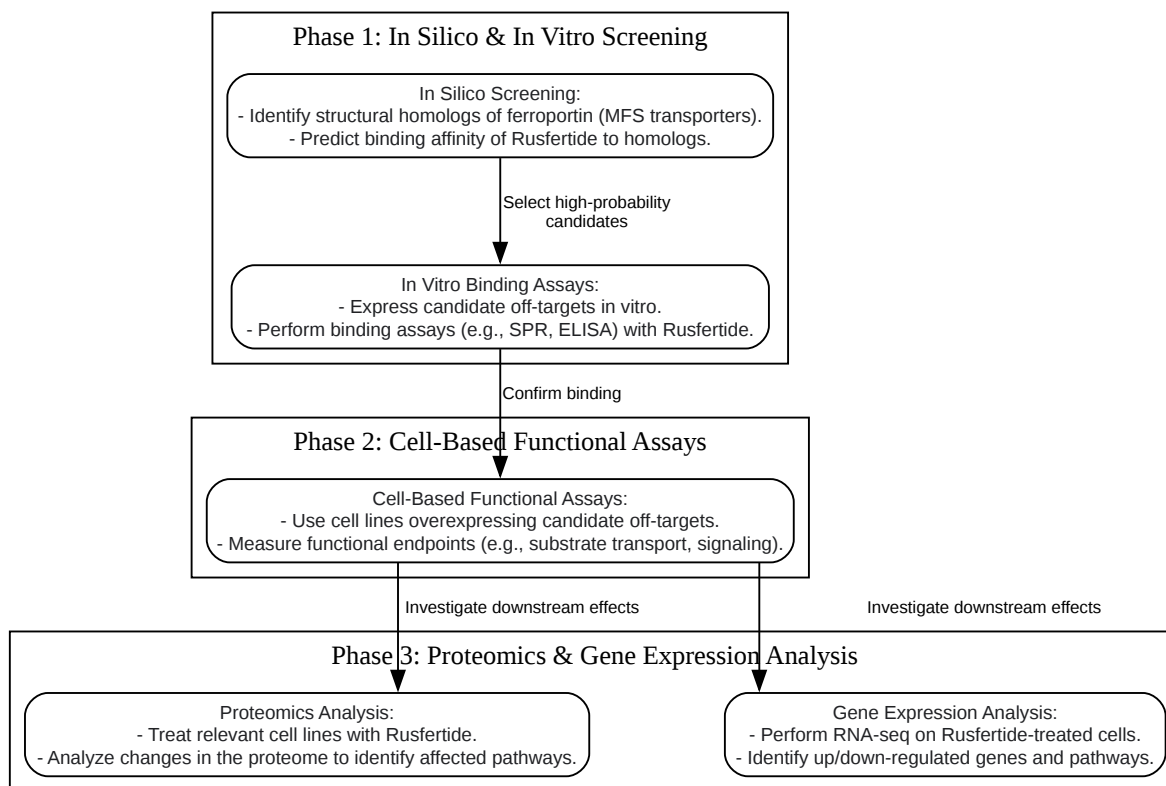 Phase 1: In Silico & In Vitro Screening
In Silico Screening:
- Identify structural homologs of ferroportin (MFS transporters).
- Predict binding affinity of Rusfertide to homologs.
Select high-probability
candidates
In Vitro Binding Assays:
- Express candidate off-targets in vitro.
- Perform binding assays (e.g., SPR, ELISA) with Rusfertide.
Confirm binding
Phase 2: Cell-Based Functional Assays
Cell-Based Functional Assays:
- Use cell lines overexpressing candidate off-targets.
- Measure functional endpoints (e.g., substrate transport, signaling).
Investigate downstream effects
Investigate downstream effects
Phase 3: Proteomics & Gene Expression Analysis
Proteomics Analysis:
- Treat relevant cell lines with Rusfertide.
- Analyze changes in the proteome to identify affected pathways.
Gene Expression Analysis:
- Perform RNA-seq on Rusfertide-treated cells.
- Identify up/down-regulated genes and pathways.